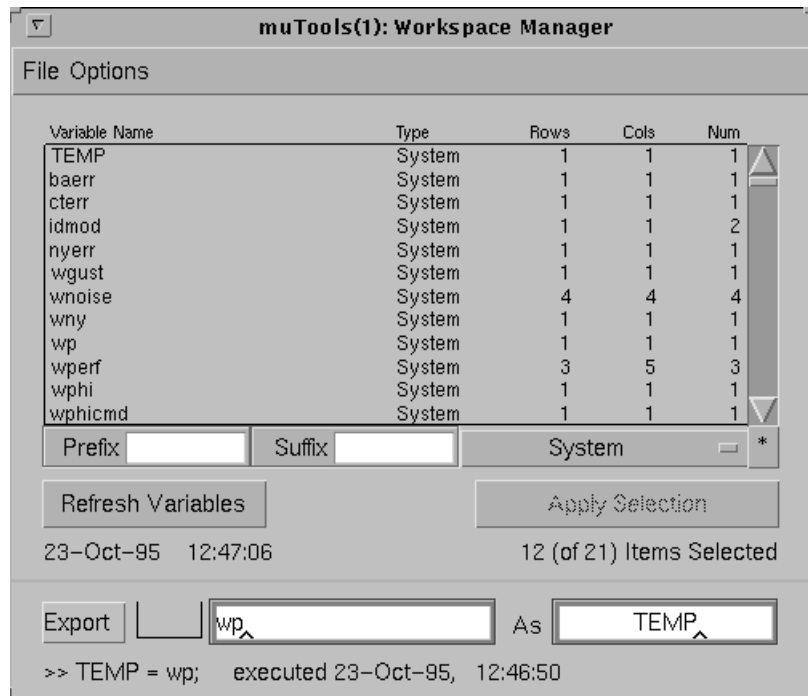 muTools(1): Workspace Manager
File Options
Variable Name Type Rows Cols Num
TEMP System 1 1 1
baerr System 1 1 1
cterr System 1 1 1
idmod System 1 1 2
nyerr System 1 1 1
wgust System 1 1 1
wnoise System 4 4 4
wny System 1 1 1
wp System 1 1 1
wperf System 3 5 3
wphi System 1 1 1
wphicmd System 1 1 1
Prefix Suffix System *
Refresh Variables Apply Selection
23-Oct-95 12:47:06 12 (of 21) Items Selected
Export wp As TEMP
>> TEMP = wp; executed 23-Oct-95, 12:46:50